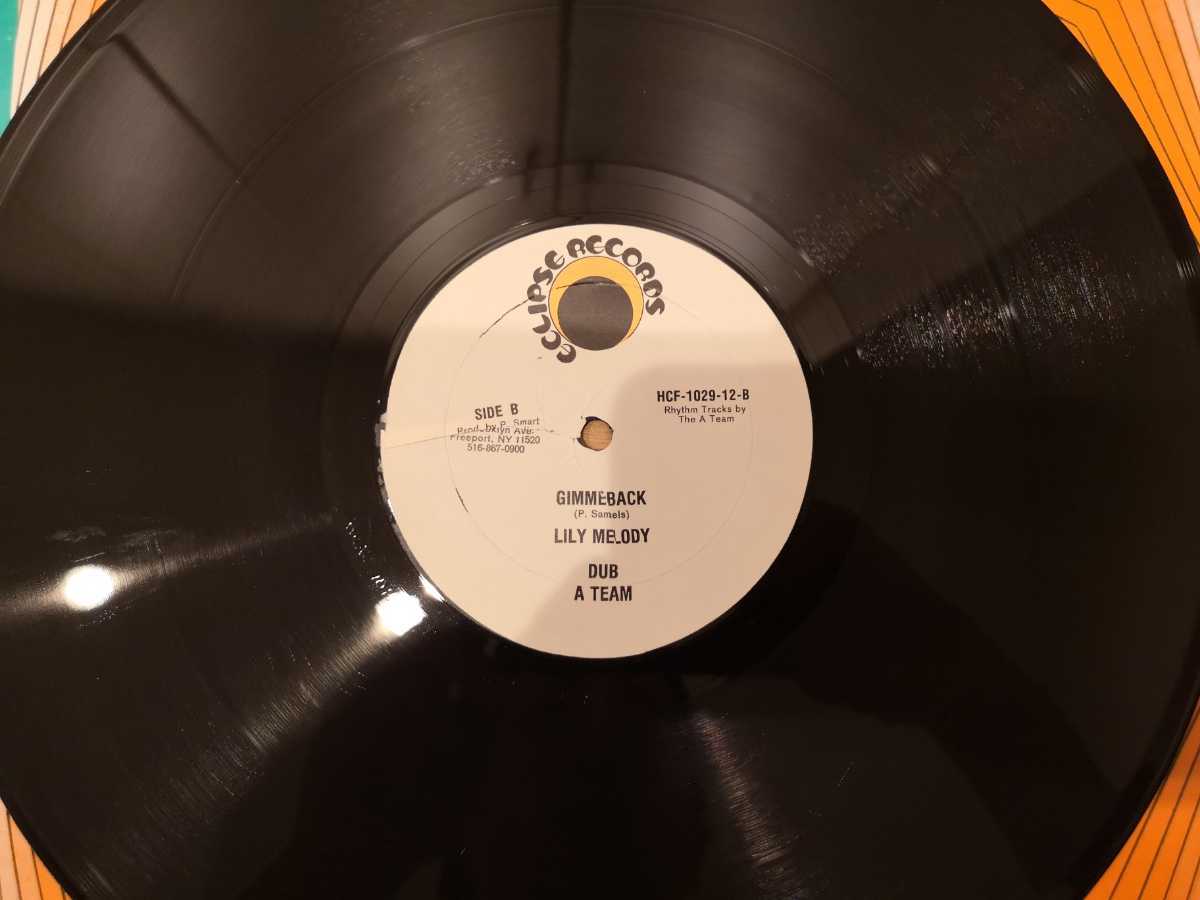 ECLIPSE RECORDS
SIDE B
Prod. by P. Smart
Ave.
Freeport, NY 11520
516-867-0900
HCF-1029-12-B
Rhythm Tracks by
The A Team
GIMMEBACK
(P. Samels)
LILY MELODY
DUB
A TEAM